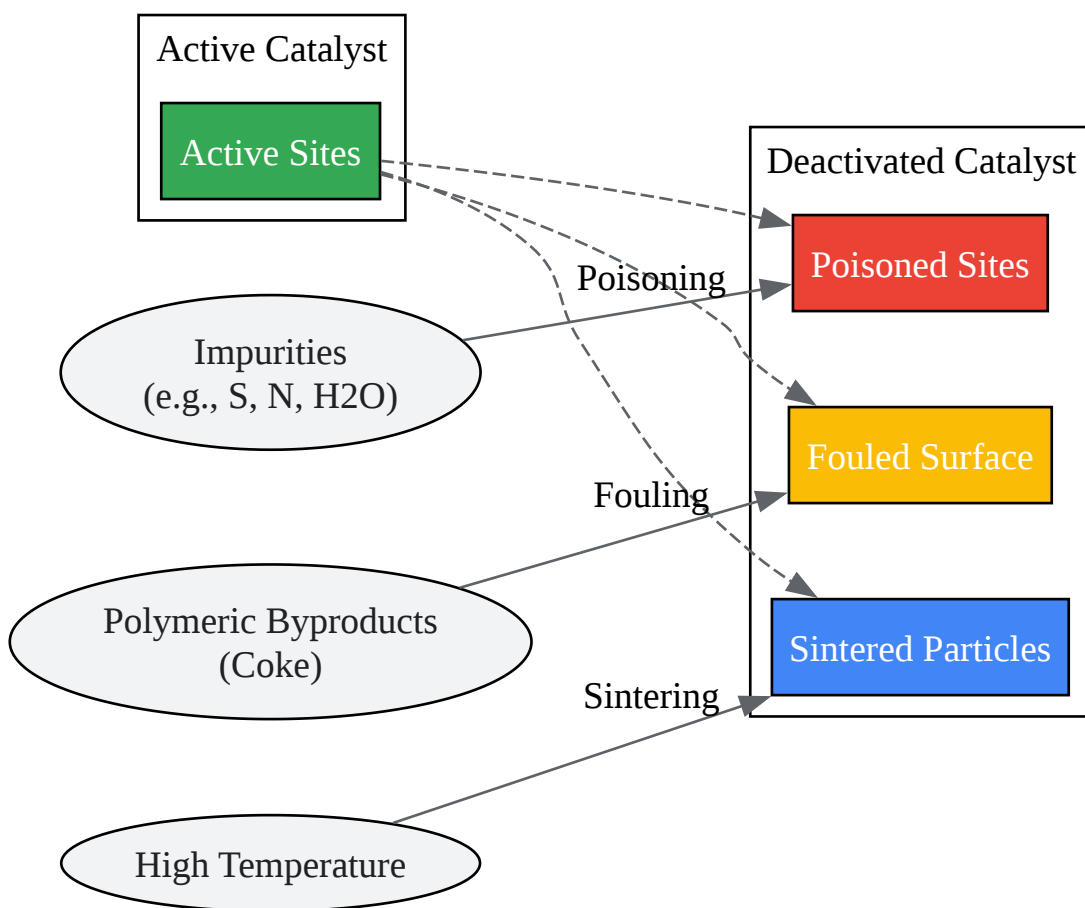 Active Catalyst
Active Sites
Deactivated Catalyst
Poisoned Sites
Poisoning
Impurities
(e.g., S, N, H2O)
Fouled Surface
Fouling
Polymeric Byproducts
(Coke)
Sintered Particles
Sintering
High Temperature